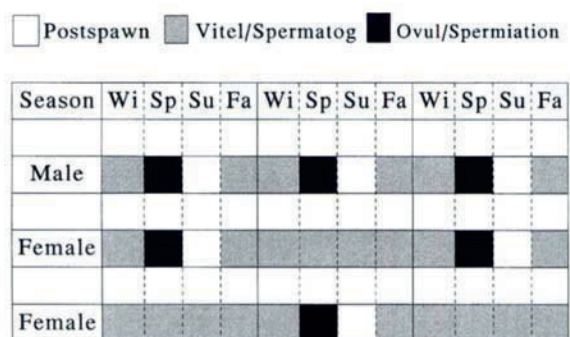 Postspawn Vitel/Spermatog Ovul/Spermiation
Season Wi Sp Su Fa Wi Sp Su Fa Wi Sp Su Fa
Male
Female
Female